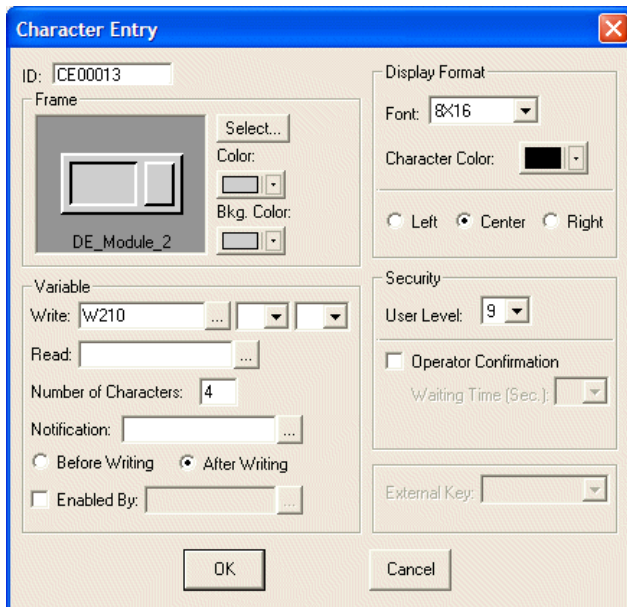 Character Entry
ID: CE00013
Frame
Select...
Color:
Bkg. Color:
DE_Module_2
Variable
Write: W210 ...
Read: ...
Number of Characters: 4
Notification: ...
Before Writing After Writing
Enabled By: ...
Display Format
Font: 8X16
Character Color:
Left Center Right
Security
User Level: 9
Operator Confirmation
Waiting Time (Sec.):
External Key:
OK Cancel